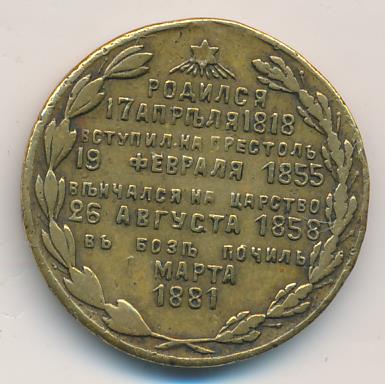 РОДИЛСЯ
17 АПРѢЛЯ 1818
ВСТУПИЛ. НА ПРЕСТОЛЪ
19 ФЕВРАЛЯ 1855
ВѢНЧАЛСЯ НА ЦАРСТВО
26 АВГУСТА 1858
ВЪ БОЗѢ ПОЧИЛЪ
1 МАРТА
1881